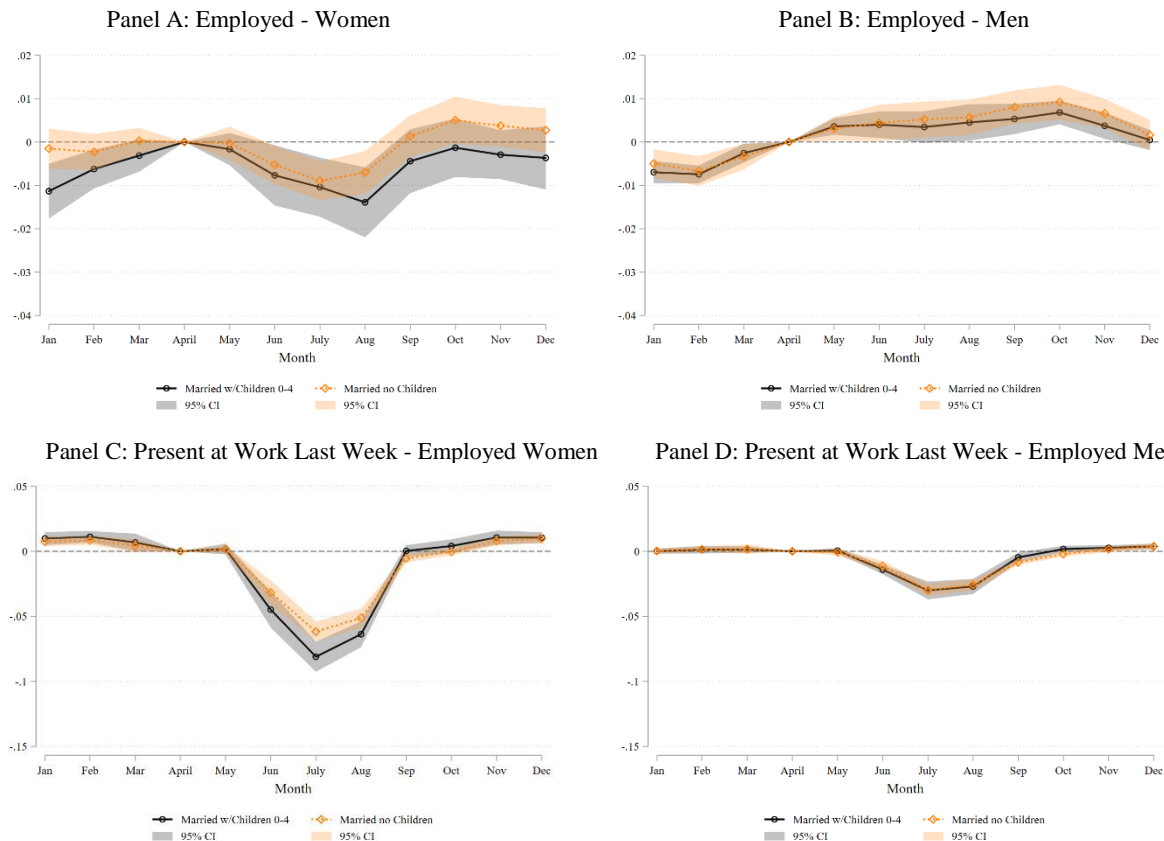 Panel A: Employed - Women
.02
.01
0
-.01
-.02
-.03
-.04
Jan Feb Mar April May Jun July Aug Sep Oct Nov Dec
Month
Married w/Children 0-4 Married no Children
95% CI 95% CI
Panel B: Employed - Men
.02
.01
0
-.01
-.02
-.03
-.04
Jan Feb Mar April May Jun July Aug Sep Oct Nov Dec
Month
Married w/Children 0-4 Married no Children
95% CI 95% CI
Panel C: Present at Work Last Week - Employed Women
.05
0
-.05
-.1
-.15
Jan Feb Mar April May Jun July Aug Sep Oct Nov Dec
Month
Married w/Children 0-4 Married no Children
95% CI 95% CI
Panel D: Present at Work Last Week - Employed Me
.05
0
-.05
-.1
-.15
Jan Feb Mar April May Jun July Aug Sep Oct Nov Dec
Month
Married w/Children 0-4 Married no Children
95% CI 95% CI